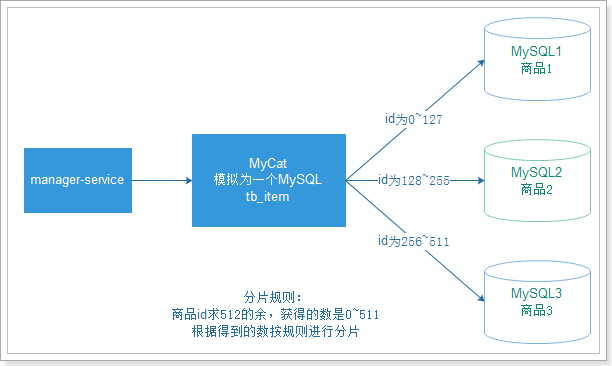 MySQL1
商品1
id为0~127
manager-service
MyCat
模拟为一个MySQL
tb_item
id为128~255
MySQL2
商品2
id为256~511
MySQL3
商品3
分片规则:
商品id求512的余，获得的数是0~511
根据得到的数按规则进行分片